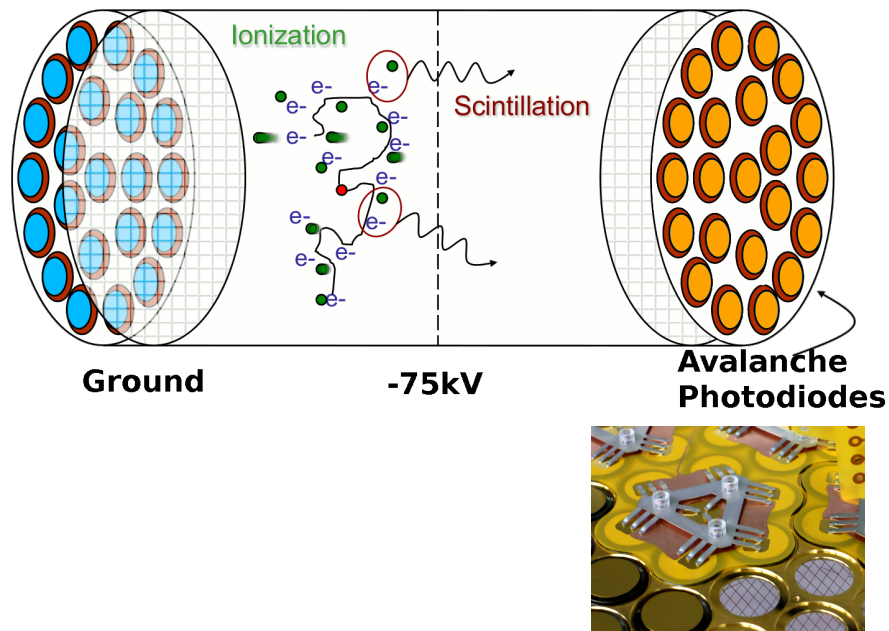 Ionization
Scintillation
e-
e-
e-
e-
e-
e-
e-
e-
e-
e-
e-
e-
e-
Ground
-75kV
Avalanche
Photodiodes